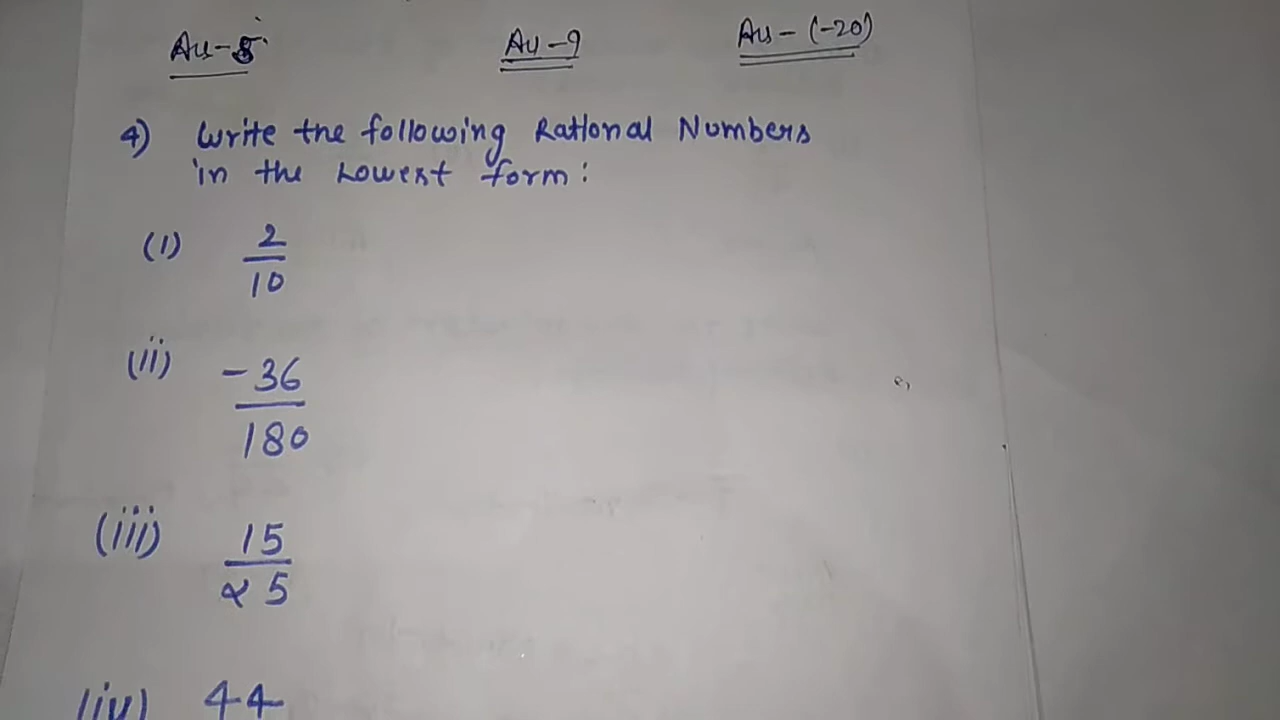 Ans-5
Ans-9
Ans-(-20)
4) Write the following Rational Numbers
in the Lowest form:
(i) 2
10
(ii) -36
180
(iii) 15
25
(iv) 44